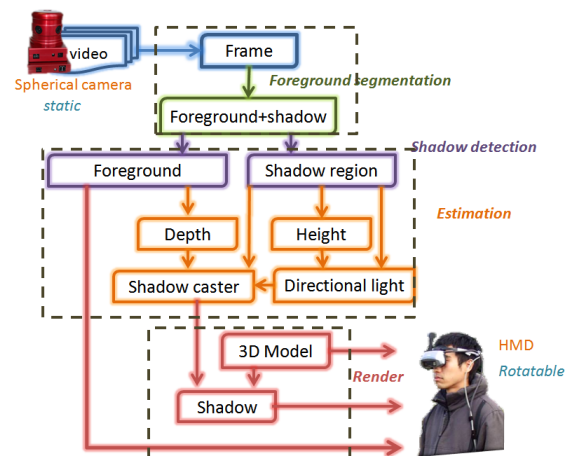 video
Frame
Spherical camera
static
Foreground segmentation
Foreground+shadow
Shadow detection
Foreground
Shadow region
Estimation
Depth
Height
Shadow caster
Directional light
3D Model
HMD
Render
Rotatable
Shadow